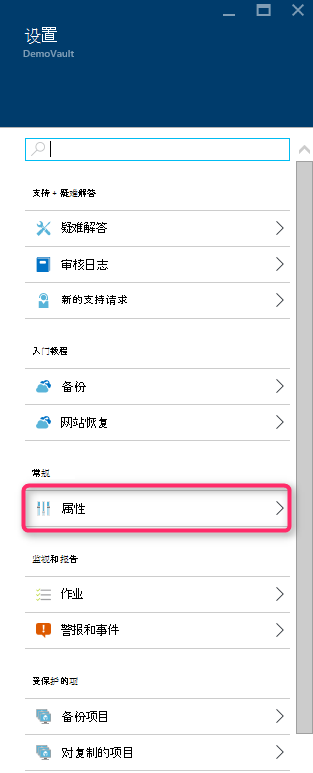 设置
DemoVault
支持 + 疑难解答
疑难解答
审核日志
新的支持请求
入门教程
备份
网站恢复
常规
属性
监视和报告
作业
警报和事件
受保护的项
备份项目
对复制的项目